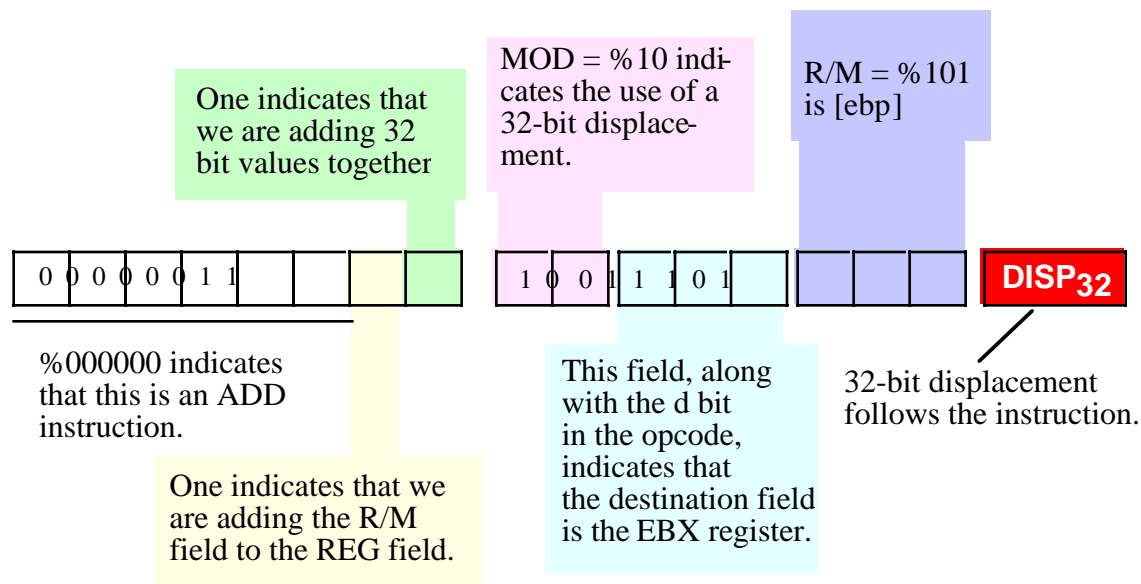 One indicates that
we are adding 32
bit values together
MOD = %10 indi-
cates the use of a
32-bit displace-
ment.
R/M = %101
is [ebp]
0 0 0 0 0 0 1 1
1 0 0 1 1 1 0 1
DISP32
%000000 indicates
that this is an ADD
instruction.
One indicates that we
are adding the R/M
field to the REG field.
This field, along
with the d bit
in the opcode,
indicates that
the destination field
is the EBX register.
32-bit displacement
follows the instruction.